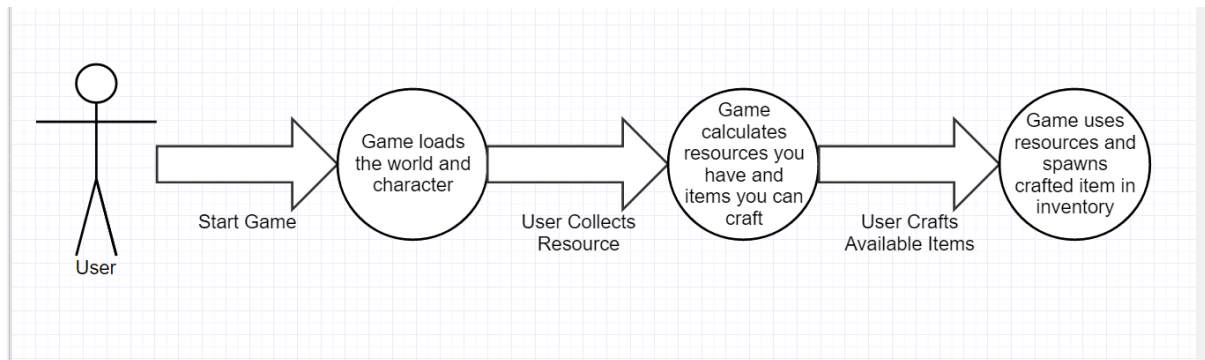 User
Start Game
Game loads
the world and
character
User Collects
Resource
Game
calculates
resources you
have and
items you can
craft
User Crafts
Available Items
Game uses
resources and
spawns
crafted item in
inventory